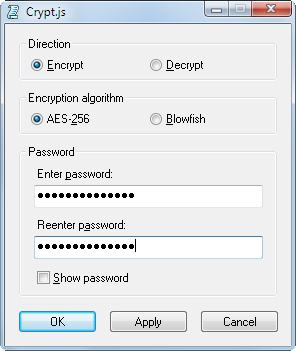 Crypt.js
Direction
Encrypt
Decrypt
Encryption algorithm
AES-256
Blowfish
Password
Enter password:
●●●●●●●●●●●●●●
Reenter password:
●●●●●●●●●●●●●●
Show password
OK
Apply
Cancel